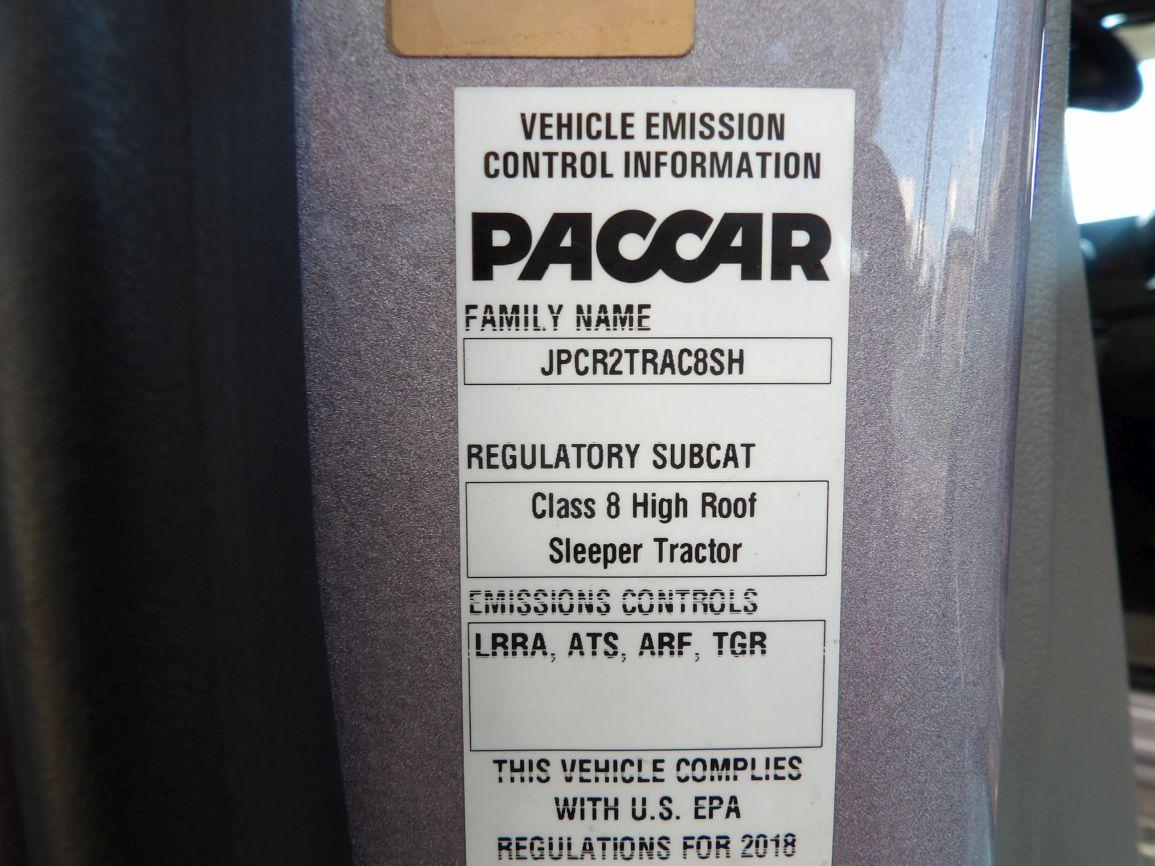 VEHICLE EMISSION
CONTROL INFORMATION
PACCAR
FAMILY NAME
JPCR2TRAC8SH
REGULATORY SUBCAT
Class 8 High Roof
Sleeper Tractor
EMISSIONS CONTROLS
LRRA, ATS, ARF, TGR
THIS VEHICLE COMPLIES
WITH U.S. EPA
REGULATIONS FOR 2018